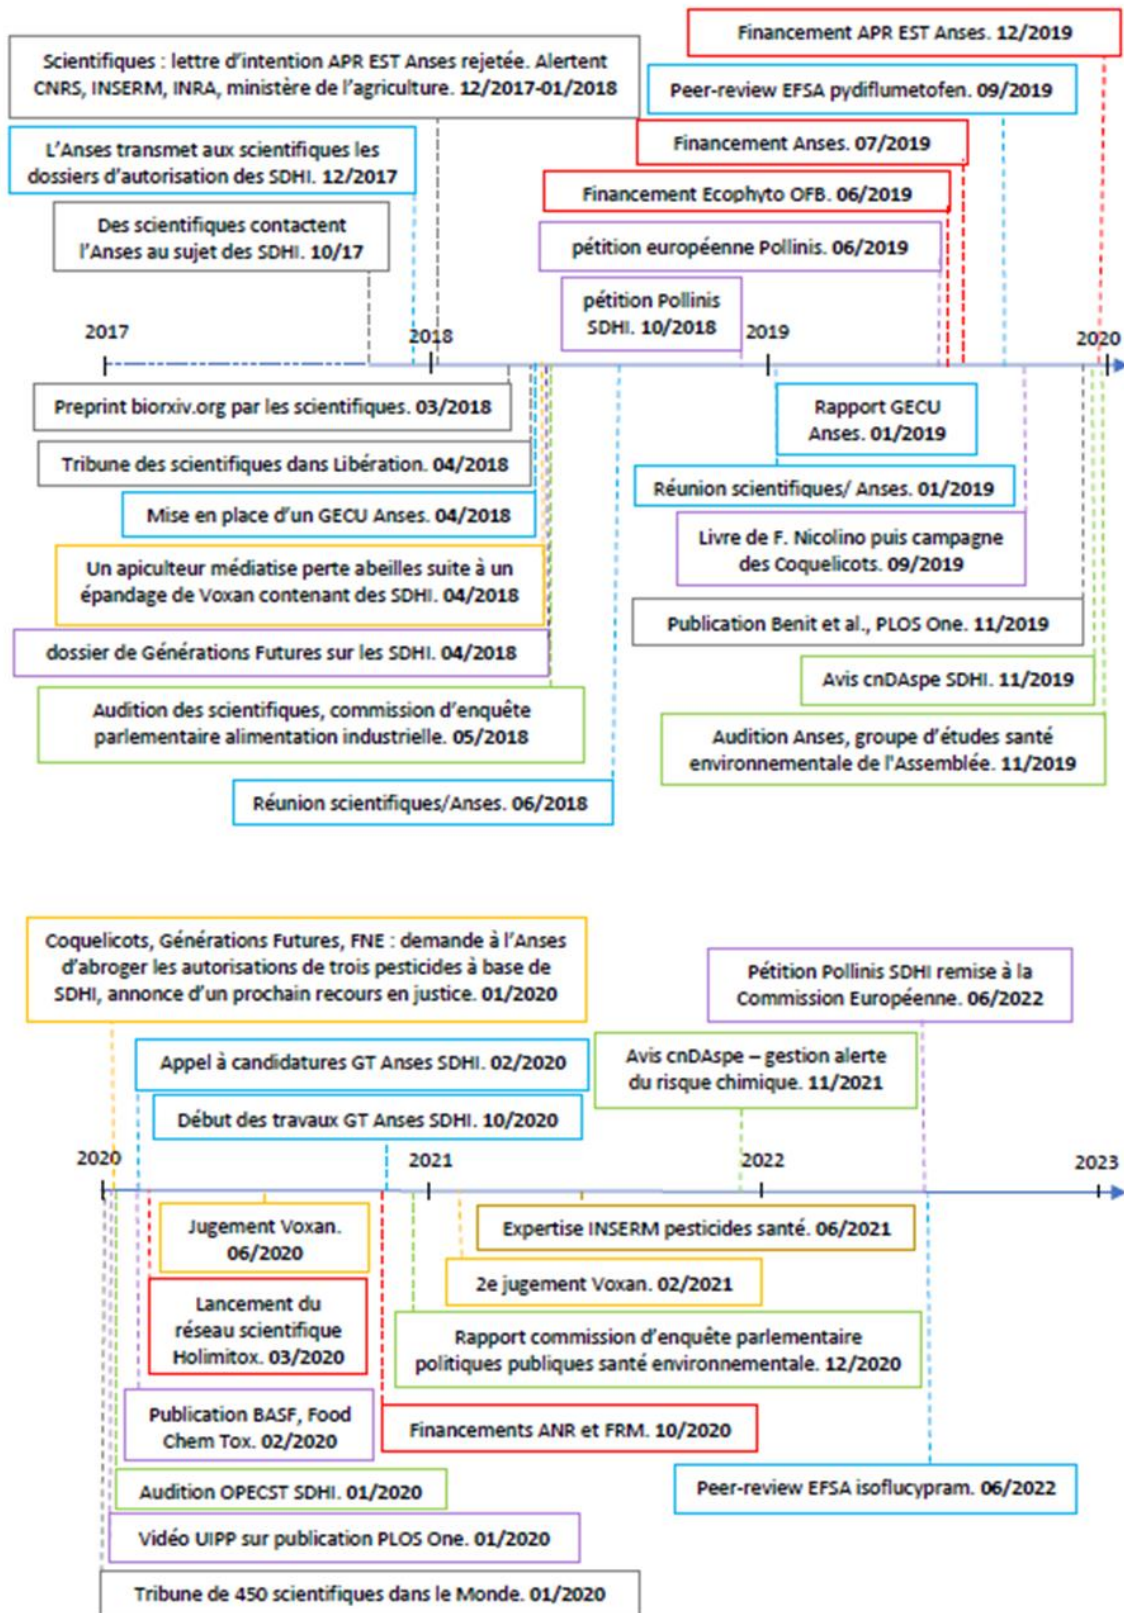 Financement APR EST Anses. 12/2019
Scientifiques : lettre d'intention APR EST Anses rejetée. Alertent
CNRS, INSERM, INRA, ministère de l'agriculture. 12/2017-01/2018
Peer-review EFSA pydiflumetofen. 09/2019
L'Anses transmet aux scientifiques les
dossiers d'autorisation des SDHI. 12/2017
Financement Anses. 07/2019
Financement Ecophyto OFB. 06/2019
Des scientifiques contactent
l'Anses au sujet des SDHI. 10/17
pétition européenne Pollinis. 06/2019
pétition Pollinis
SDHI. 10/2018
2017
2018
2019
2020
Preprint biorxiv.org par les scientifiques. 03/2018
Rapport GECU
Anses. 01/2019
Tribune des scientifiques dans Libération. 04/2018
Réunion scientifiques/ Anses. 01/2019
Mise en place d'un GECU Anses. 04/2018
Livre de F. Nicolino puis campagne
des Coquelicots. 09/2019
Un apiculteur médiatise perte abeilles suite à un
épandage de Voxan contenant des SDHI. 04/2018
Publication Benit et al., PLOS One. 11/2019
dossier de Générations Futures sur les SDHI. 04/2018
Avis cnDAspe SDHI. 11/2019
Audition des scientifiques, commission d'enquête
parlementaire alimentation industrielle. 05/2018
Audition Anses, groupe d'études santé
environnementale de l'Assemblée. 11/2019
Réunion scientifiques/Anses. 06/2018
Coquelicots, Générations Futures, FNE : demande à l'Anses
d'abroger les autorisations de trois pesticides à base de
SDHI, annonce d'un prochain recours en justice. 01/2020
Pétition Pollinis SDHI remise à la
Commission Européenne. 06/2022
Appel à candidatures GT Anses SDHI. 02/2020
Avis cnDAspe – gestion alerte
du risque chimique. 11/2021
Début des travaux GT Anses SDHI. 10/2020
2020
2021
2022
2023
Jugement Voxan.
06/2020
Expertise INSERM pesticides santé. 06/2021
2e jugement Voxan. 02/2021
Lancement du
réseau scientifique
Holimitox. 03/2020
Rapport commission d'enquête parlementaire
politiques publiques santé environnementale. 12/2020
Publication BASF, Food
Chem Tox. 02/2020
Financements ANR et FRM. 10/2020
Audition OPECST SDHI. 01/2020
Peer-review EFSA isoflucypram. 06/2022
Vidéo UIPP sur publication PLOS One. 01/2020
Tribune de 450 scientifiques dans le Monde. 01/2020